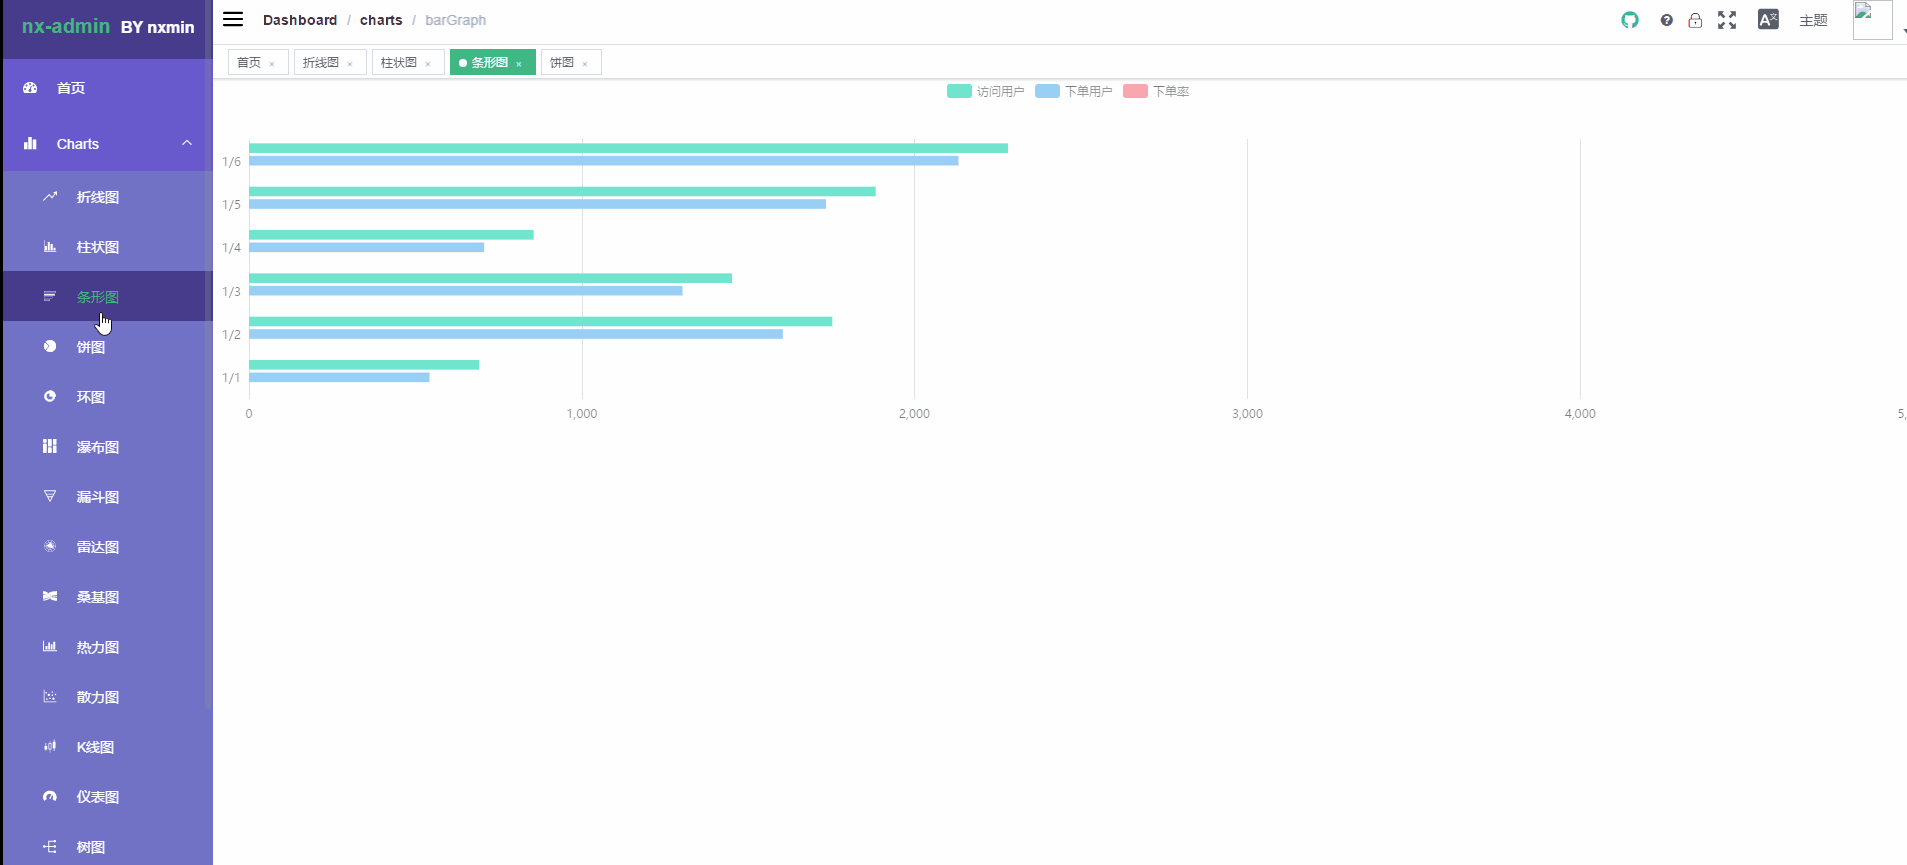 nx-admin BY nxmin
Dashboard / charts / barGraph
主题
首页 × 折线图 × 柱状图 × 条形图 × 饼图 ×
首页
Charts
折线图
柱状图
条形图
饼图
环图
瀑布图
漏斗图
雷达图
桑基图
热力图
散力图
K线图
仪表图
树图
访问用户 下单用户 下单率
1/6
1/5
1/4
1/3
1/2
1/1
0 1,000 2,000 3,000 4,000 5,